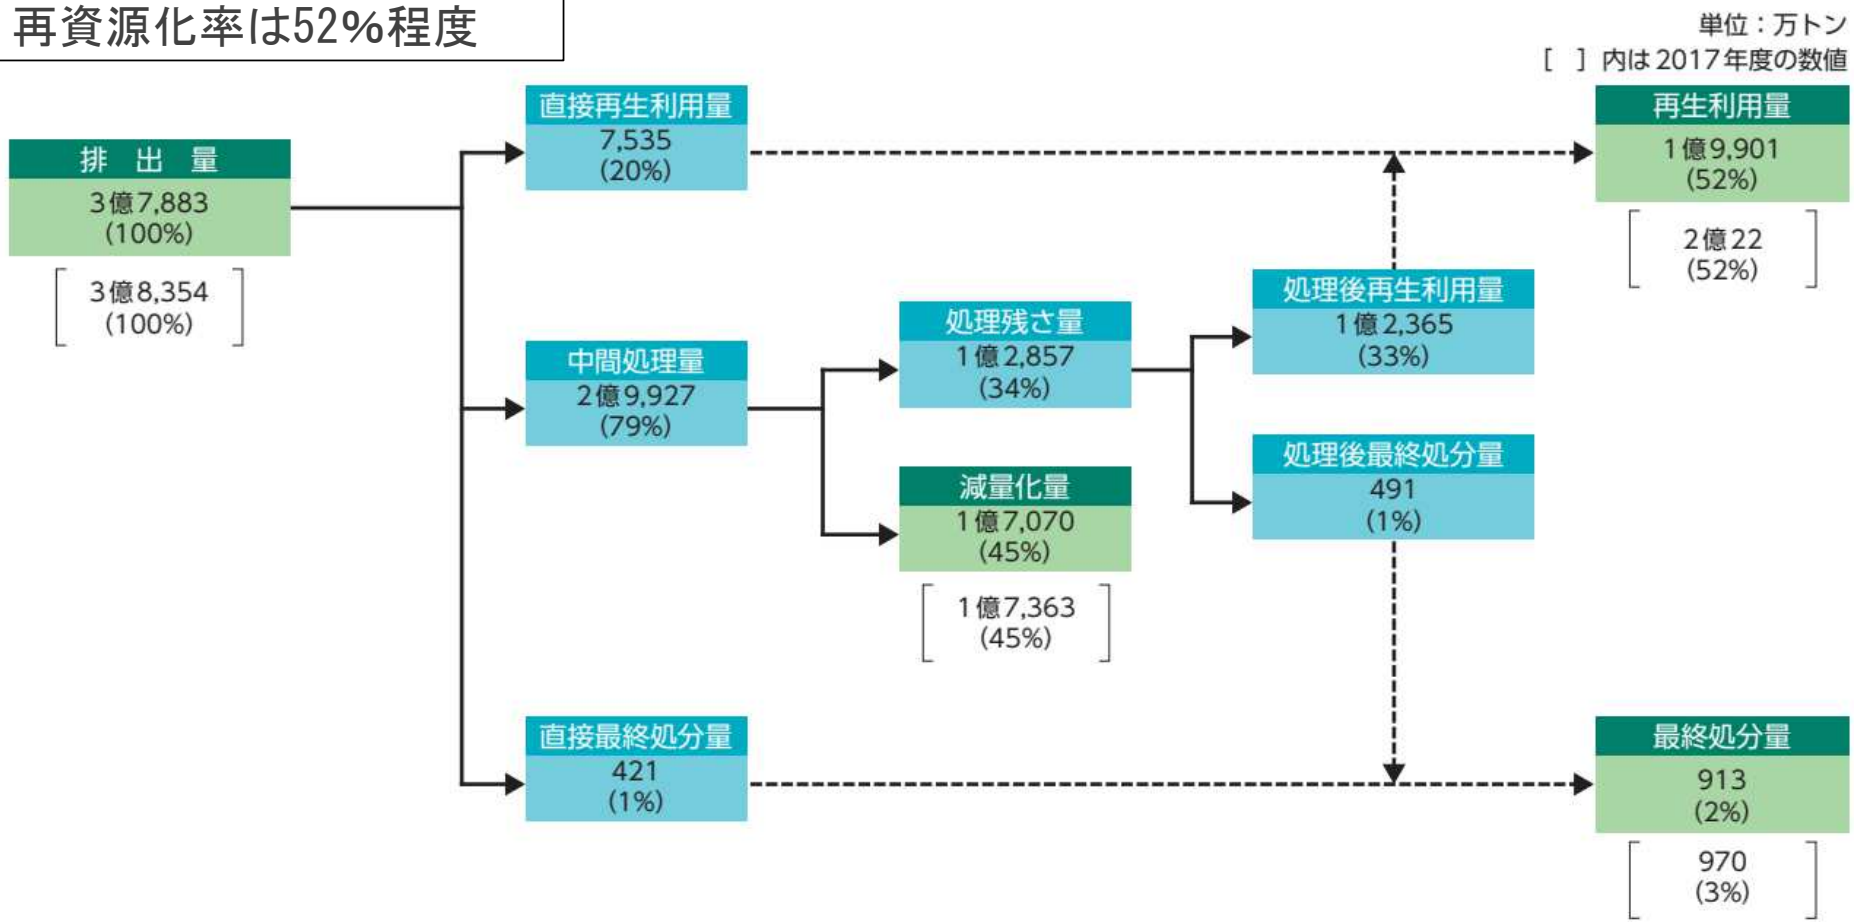 再資源化率は52%程度
単位：万トン
[ ] 内は2017年度の数値
排 出 量
3億7,883
(100%)
3億8,354
(100%)
直接再生利用量
7,535
(20%)
中間処理量
2億9,927
(79%)
直接最終処分量
421
(1%)
処理残さ量
1億2,857
(34%)
減量化量
1億7,070
(45%)
1億7,363
(45%)
処理後再生利用量
1億2,365
(33%)
処理後最終処分量
491
(1%)
再生利用量
1億9,901
(52%)
2億22
(52%)
最終処分量
913
(2%)
970
(3%)